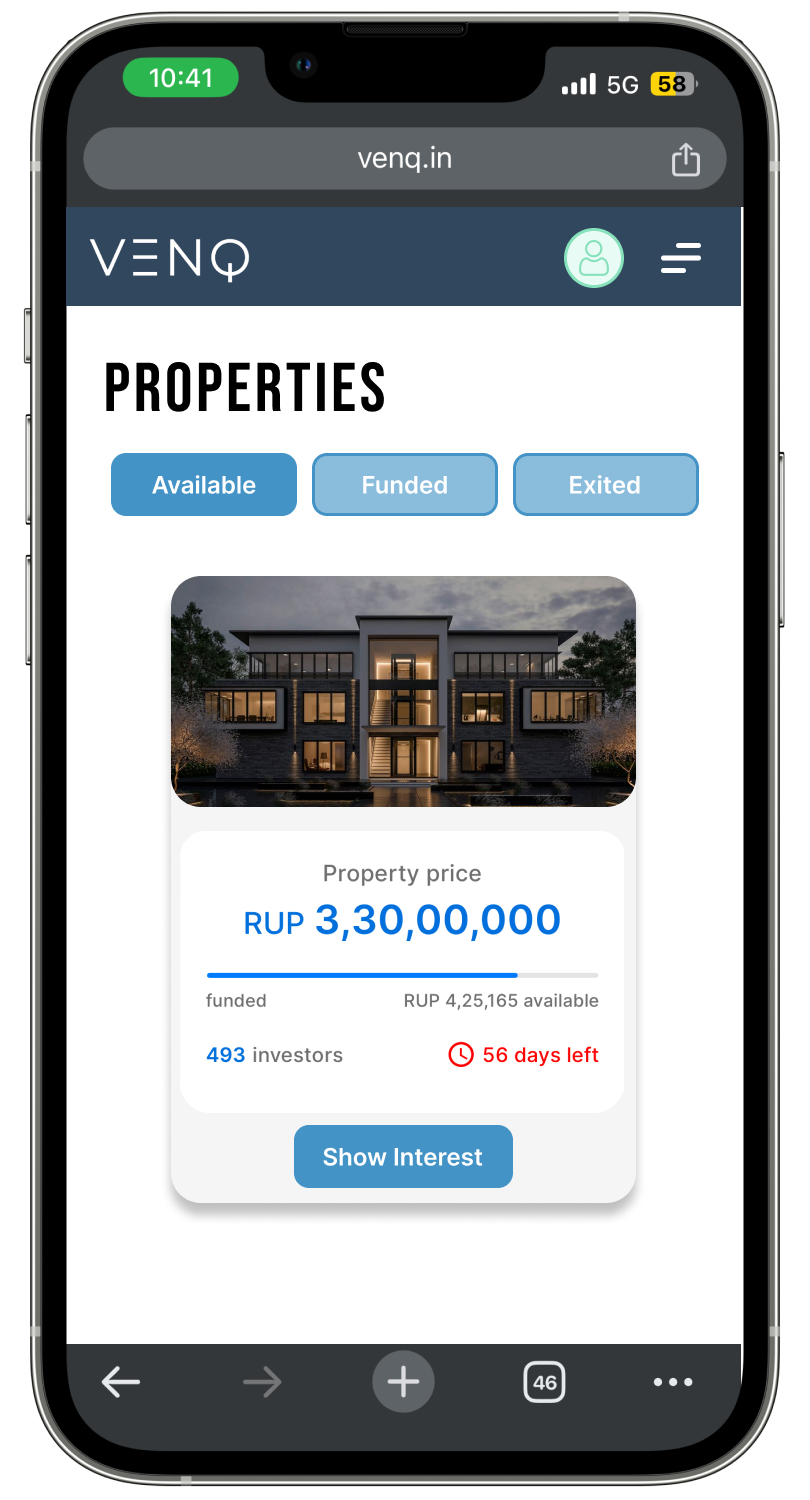 10:41 5G 58
venq.in
VENQ
PROPERTIES
Available Funded Exited
Property price
RUP 3,30,00,000
funded RUP 4,25,165 available
493 investors 56 days left
Show Interest
46